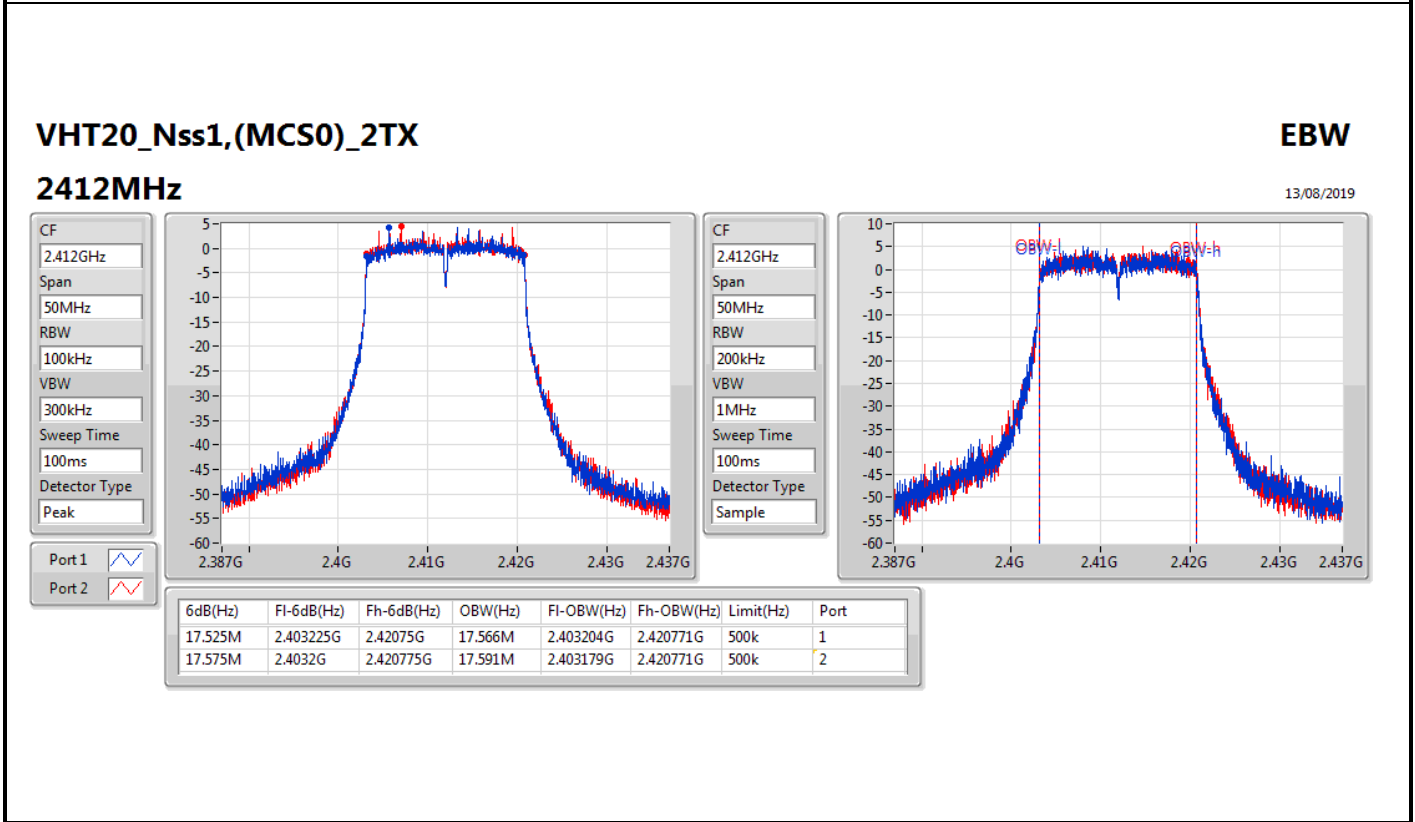 VHT20_Nss1,(MCS0)_2TX EBW
2412MHz 13/08/2019
CF
2.412GHz
Span
50MHz
RBW
100kHz
VBW
300kHz
Sweep Time
100ms
Detector Type
Peak
Port 1
Port 2
5
0
-5
-10
-15
-20
-25
-30
-35
-40
-45
-50
-55
-60
2.387G 2.4G 2.41G 2.42G 2.43G 2.437G
CF
2.412GHz
Span
50MHz
RBW
200kHz
VBW
1MHz
Sweep Time
100ms
Detector Type
Sample
10
5
0
-5
-10
-15
-20
-25
-30
-35
-40
-45
-50
-55
-60
OBW-l OBW-h
2.387G 2.4G 2.41G 2.42G 2.43G 2.437G
6dB(Hz) Fl-6dB(Hz) Fh-6dB(Hz) OBW(Hz) Fl-OBW(Hz) Fh-OBW(Hz) Limit(Hz) Port
17.525M 2.403225G 2.42075G 17.566M 2.403204G 2.420771G 500k 1
17.575M 2.4032G 2.420775G 17.591M 2.403179G 2.420771G 500k 2